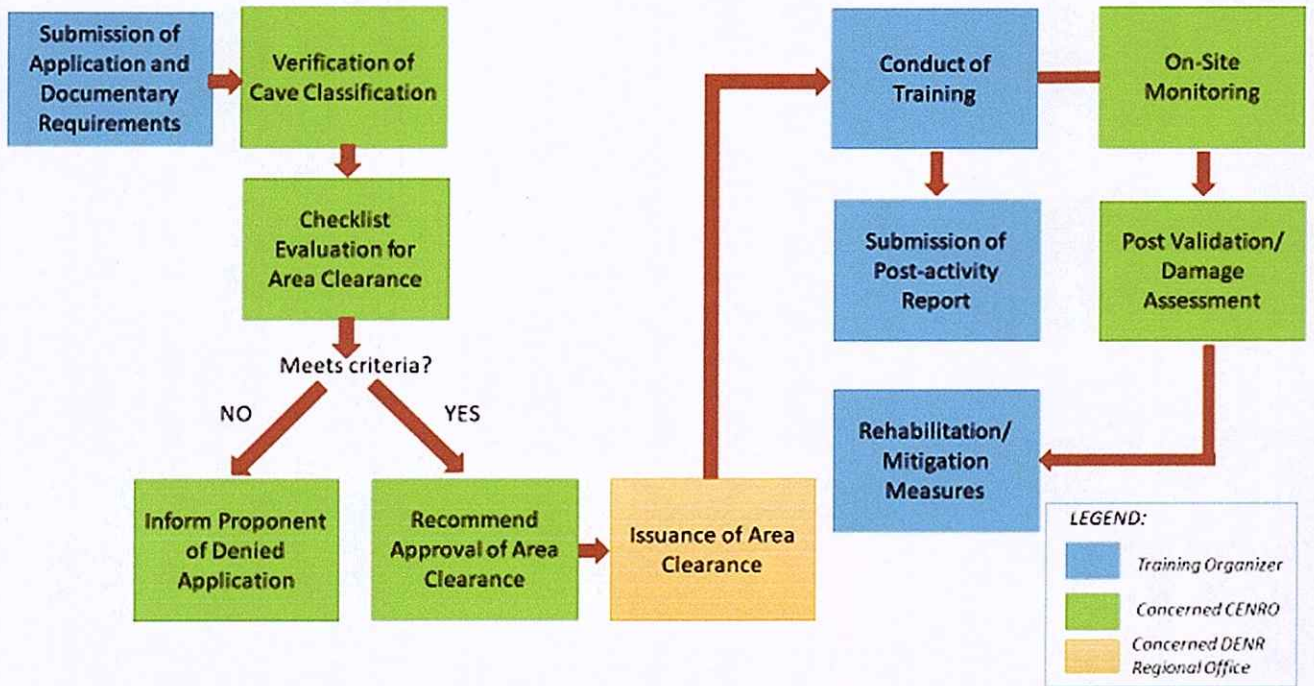 Submission of
Application and
Documentary
Requirements
Verification of
Cave Classification
Checklist
Evaluation for
Area Clearance
Meets criteria?
NO
YES
Inform Proponent
of Denied
Application
Recommend
Approval of Area
Clearance
Issuance of Area
Clearance
Conduct of
Training
On-Site
Monitoring
Submission of
Post-activity
Report
Post Validation/
Damage
Assessment
Rehabilitation/
Mitigation
Measures
LEGEND:
Training Organizer
Concerned CENRO
Concerned DENR
Regional Office